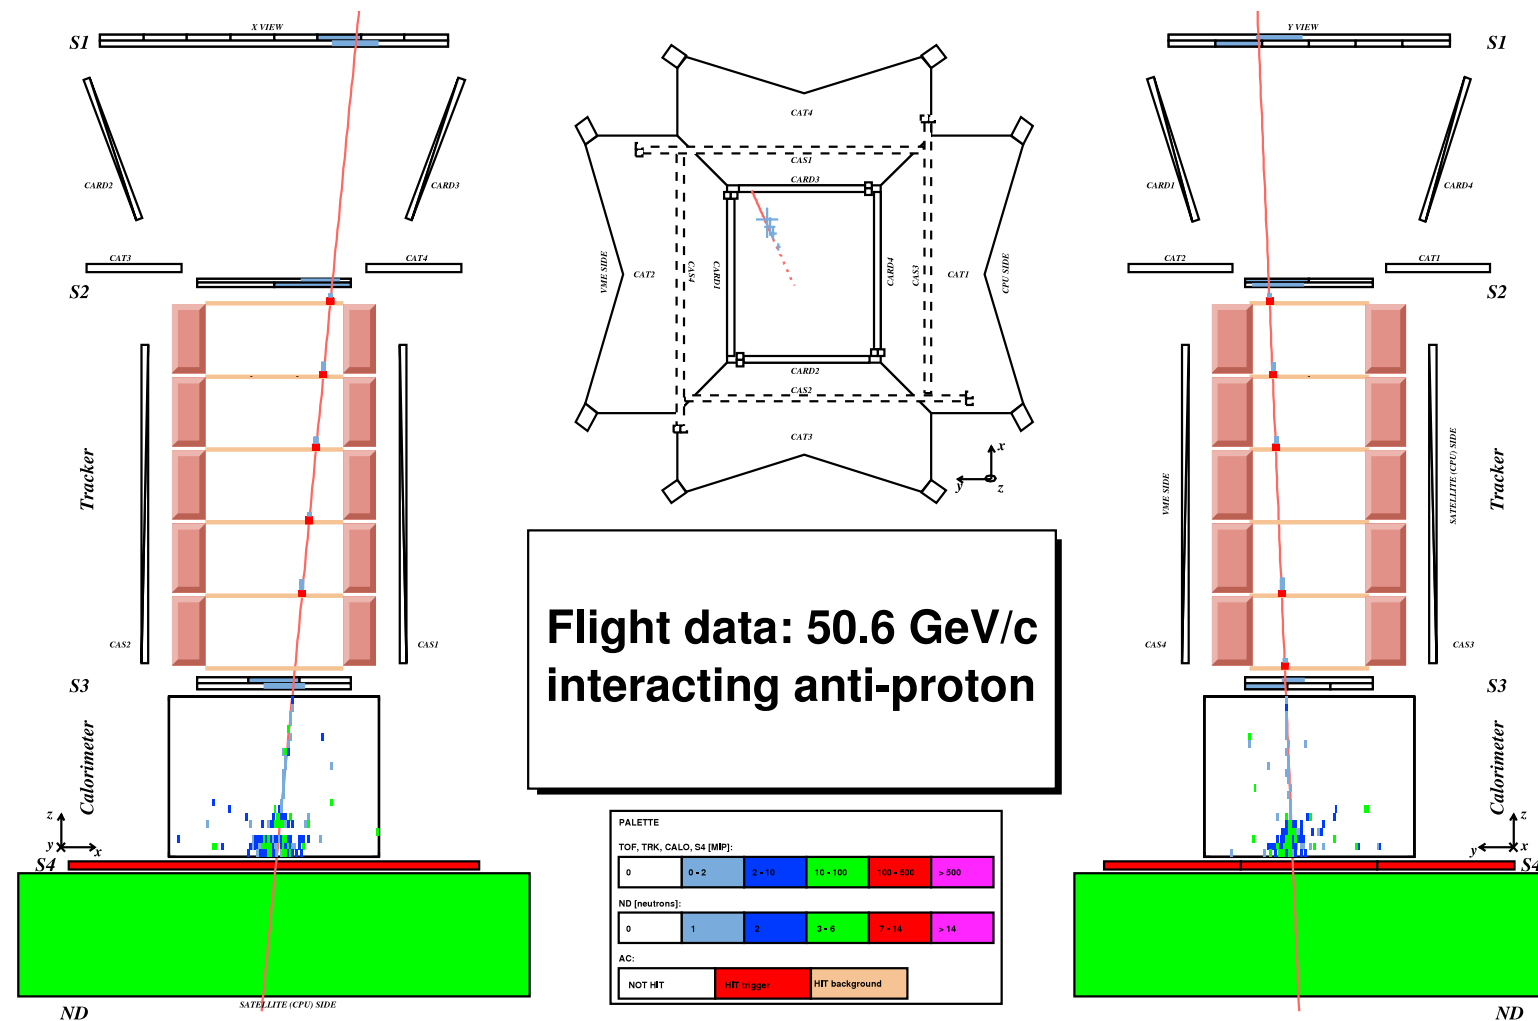 X VIEW
S1
CARD2
CARD3
CAT3
CAT4
S2
Tracker
CAS2
CAS1
S3
Calorimeter
z
y
x
S4
SATELLITE (CPU) SIDE
ND
CAT4
CAS1
CARD3
VME SIDE
CAT2
CAS4
CARD1
CARD4
CAS3
CAT1
CPU SIDE
CARD2
CAS2
CAT3
x
y
z
Flight data: 50.6 GeV/c
interacting anti-proton
PALETTE
TOF, TRK, CALO, S4 [MIP]:
0 0 - 2 2 - 10 10 - 100 100 - 500 > 500
ND [neutrons]:
0 1 2 3 - 6 7 - 14 > 14
AC:
NOT HIT HIT trigger HIT background
Y VIEW
S1
CARD1
CARD4
CAT2
CAT1
S2
VME SIDE
SATELLITE (CPU) SIDE
Tracker
CAS4
CAS3
S3
Calorimeter
z
y
x
S4
ND